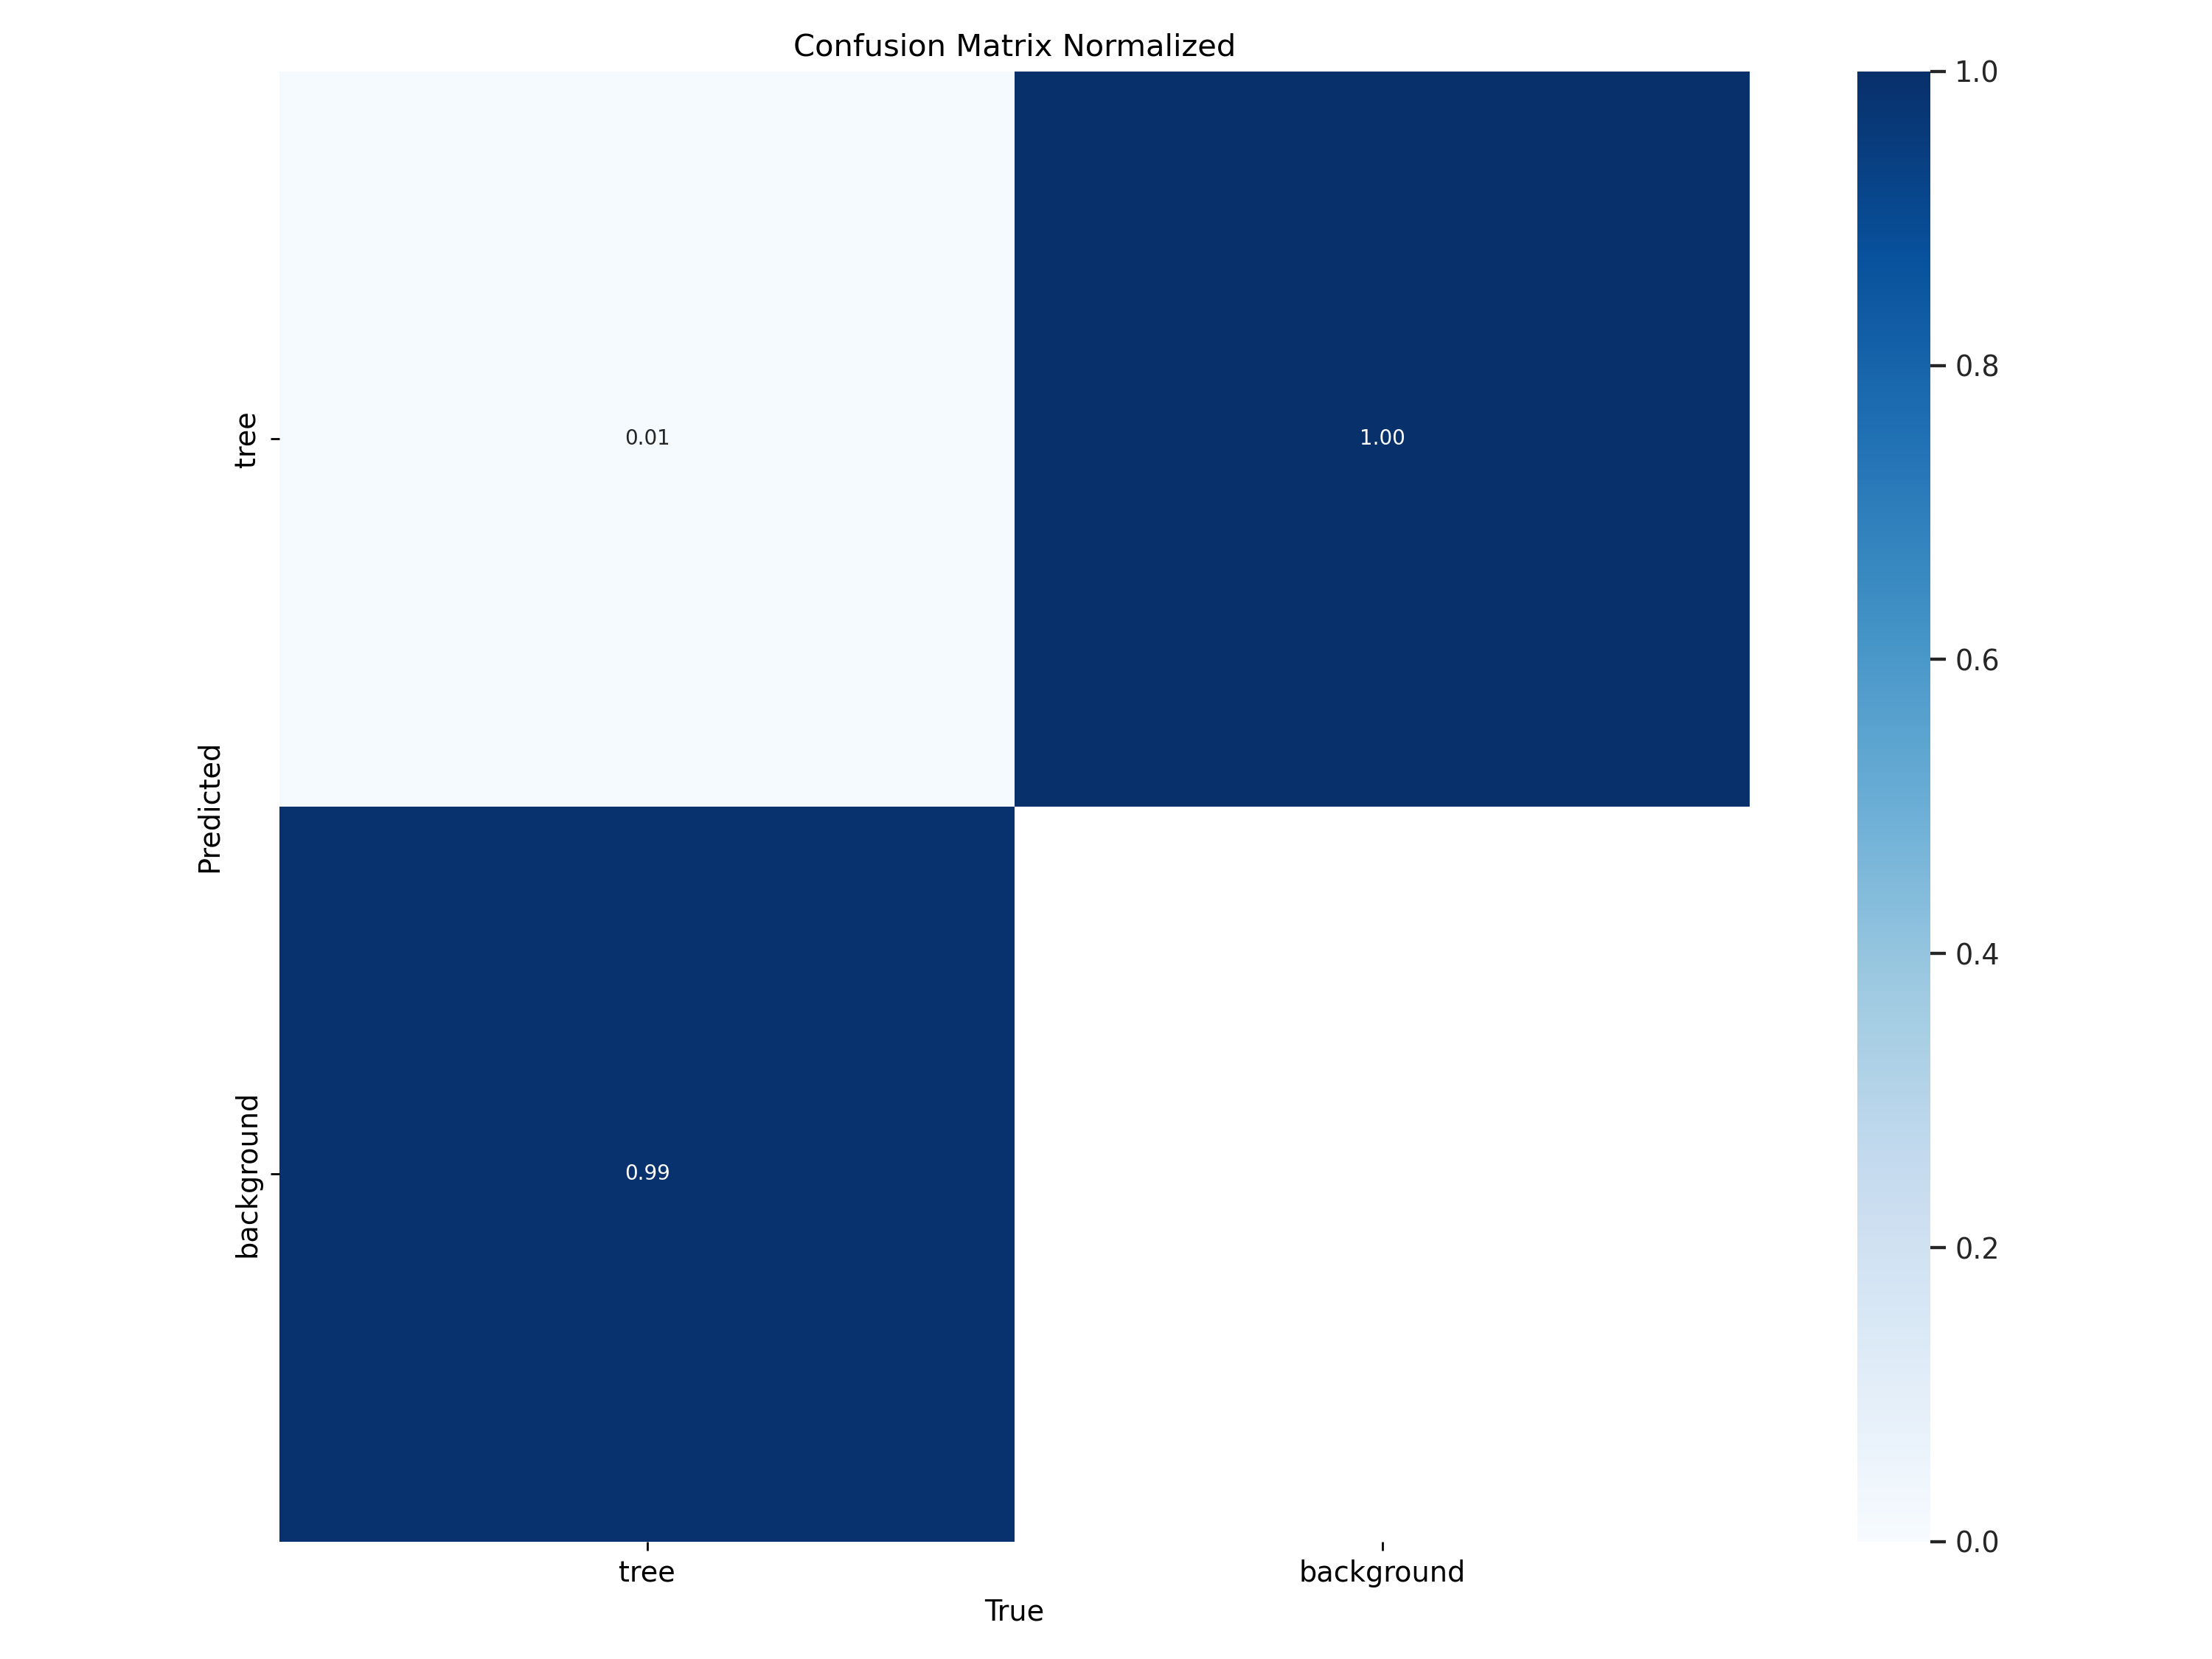 Confusion Matrix Normalized
tree
0.01
1.00
Predicted
background
0.99
tree
background
True
1.0
0.8
0.6
0.4
0.2
0.0